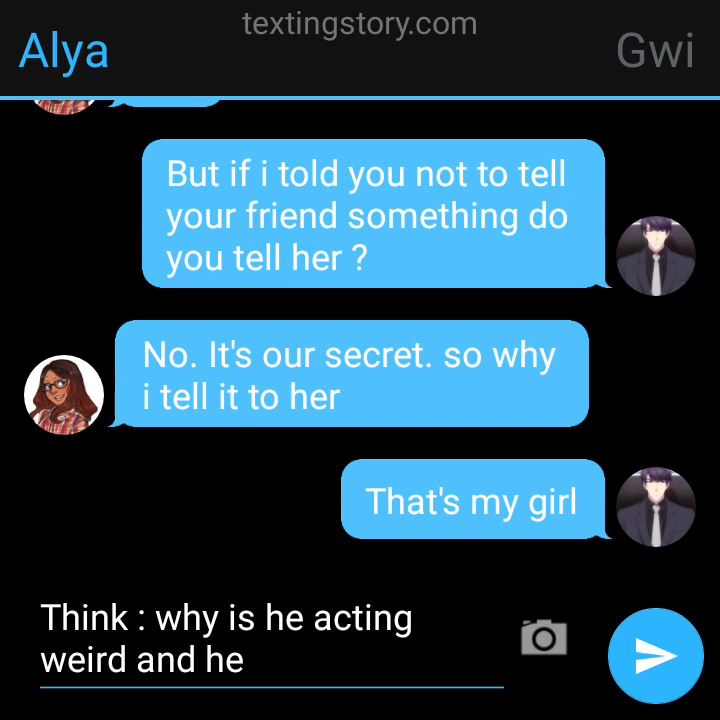 textingstory.com
Alya
Gwi
But if i told you not to tell
your friend something do
you tell her ?
No. It's our secret. so why
i tell it to her
That's my girl
Think : why is he acting
weird and he